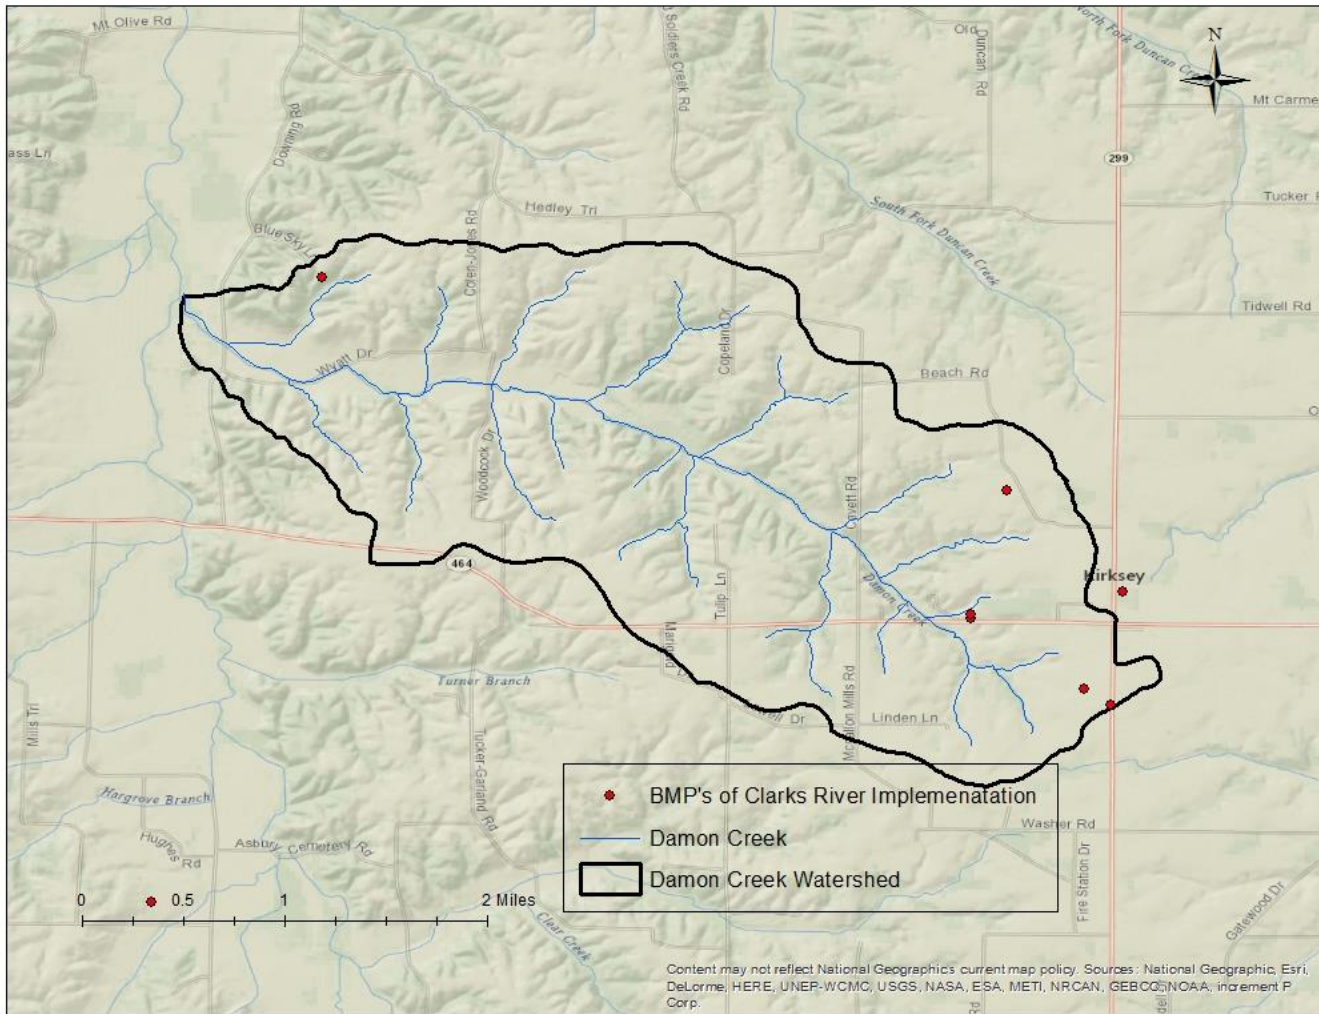 Mt Olive Rd
Soldiers Creek Rd
Old
Duncan Rd
North Fork Duncan
N
Mt Carme
299
ass Ln
Downing Rd
Tucker
Hedley Trl
Colen-Jones Rd
South Fork Duncan Creek
Blue Sky L
Tidwell Rd
Copeland Dr
Wyatt Dr
Beach Rd
Woodcock Dr
Cavett Rd
464
Damon Creek
Kirksey
Tulip Ln
Turner Branch
Linden Ln
Mills Trl
Tucker-Garland Rd
BMP's of Clarks River Implemenatation
Damon Creek
Damon Creek Watershed
Hargrove Branch
Hughes Rd
Asbury Cemetery Rd
Washer Rd
Fire Station Dr
Gatewood Dr
0 0.5 1 2 Miles
Clear Creek
Content may not reflect National Geographic's current map policy. Sources: National Geographic, Esri,
DeLorme, HERE, UNEP-WCMC, USGS, NASA, ESA, METI, NRCAN, GEBCO, NOAA, increment P
Corp.
Rd